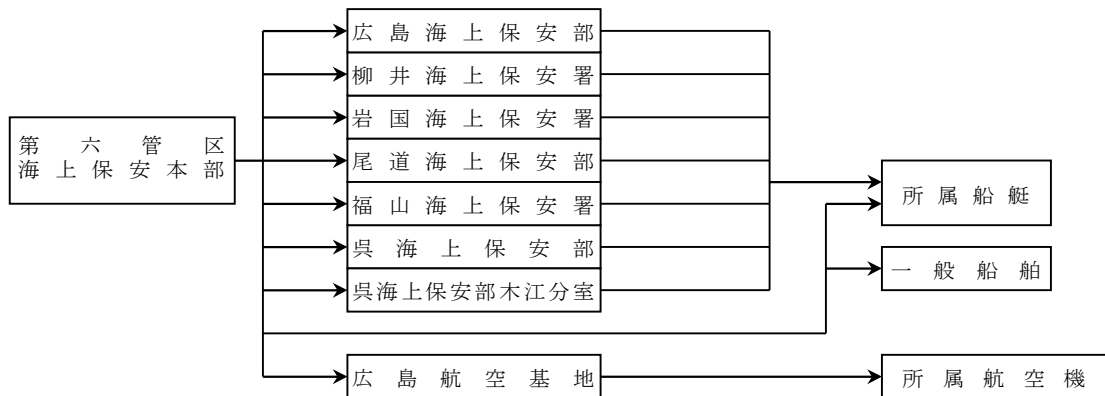 広島海上保安部
柳井海上保安署
岩国海上保安署
第六管区
海上保安本部
尾道海上保安部
福山海上保安署
呉海上保安部
呉海上保安部木江分室
所属船艇
一般船舶
広島航空基地
所属航空機